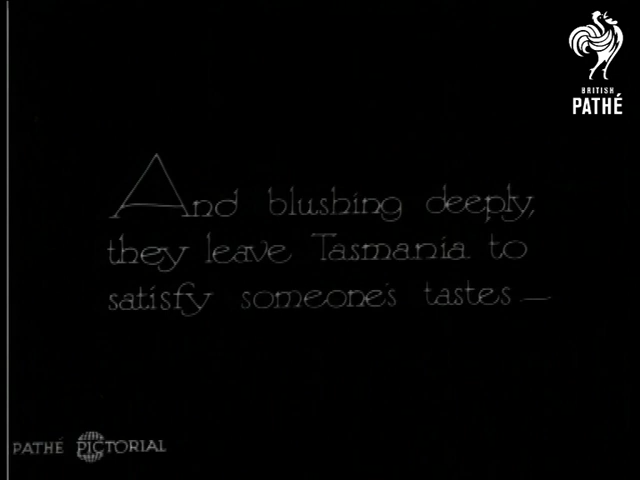 BRITISH
PATHÉ
And blushing deeply,
they leave Tasmania to
satisfy someone's tastes —
PATHÉ PICTORIAL